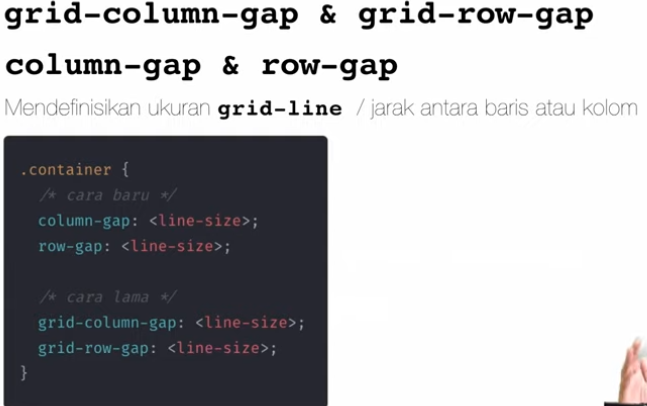 grid-column-gap & grid-row-gap
column-gap & row-gap
Mendefinisikan ukuran grid-line / jarak antara baris atau kolom
.container {
/* cara baru */
column-gap: <line-size>;
row-gap: <line-size>;
/* cara lama */
grid-column-gap: <line-size>;
grid-row-gap: <line-size>;
}